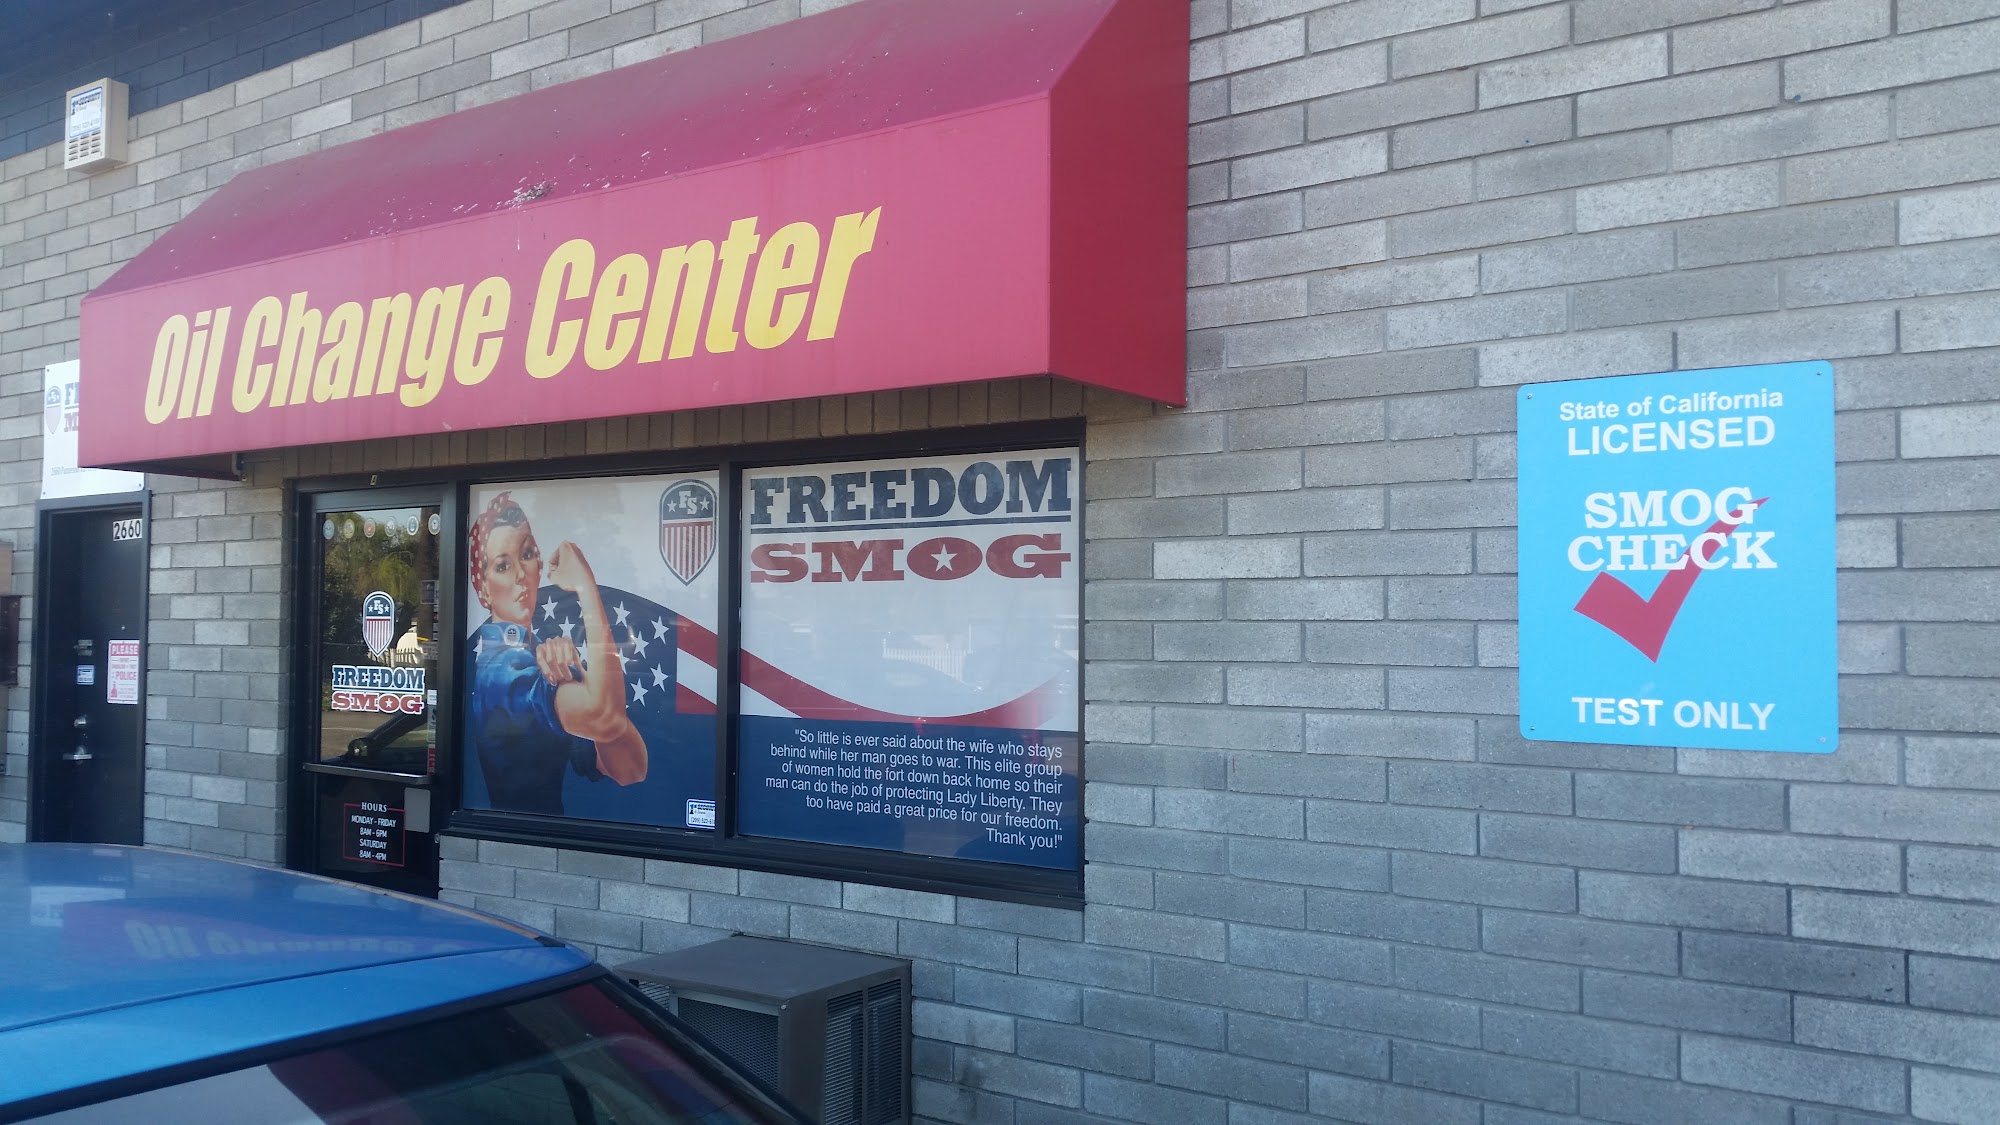 Oil Change Center
2660
PLEASE
POLICE
FS
FREEDOM
SMOG
HOURS
MONDAY - FRIDAY
8AM - 6PM
SATURDAY
8AM - 4PM
FS
FREEDOM
SMOG
"So little is ever said about the wife who stays
behind while her man goes to war. This elite group
of women hold the fort down back home so their
man can do the job of protecting Lady Liberty. They
too have paid a great price for our freedom.
Thank you!"
State of California
LICENSED
SMOG
CHECK
TEST ONLY